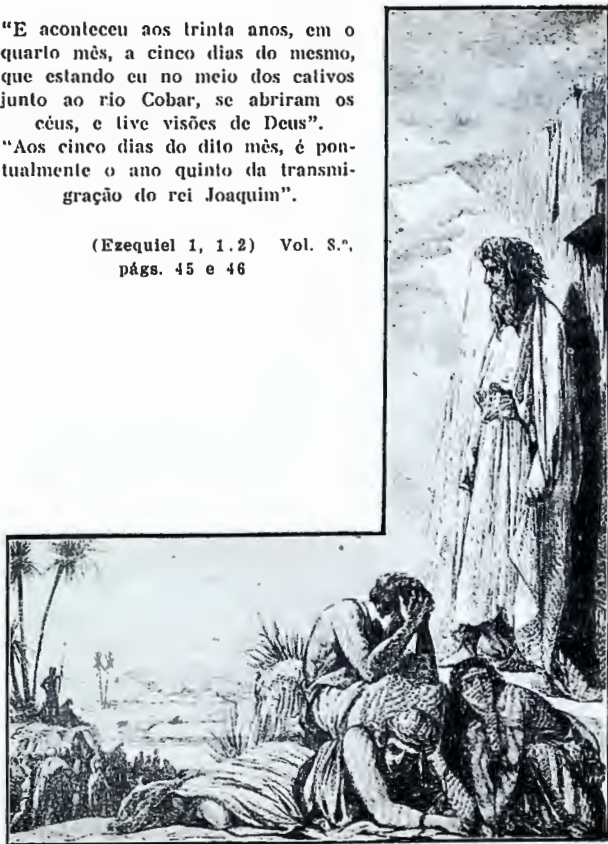 "E aconteceu aos trinta anos, em o
quarto mês, a cinco dias do mesmo,
que estando eu no meio dos cativos
junto ao rio Cobar, se abriram os
céus, e tive visões de Deus".
"Aos cinco dias do dito mês, é pon-
tualmente o ano quinto da transmi-
gração do rei Joaquim".
(Ezequiel 1, 1.2) Vol. 8.º,
págs. 45 e 46